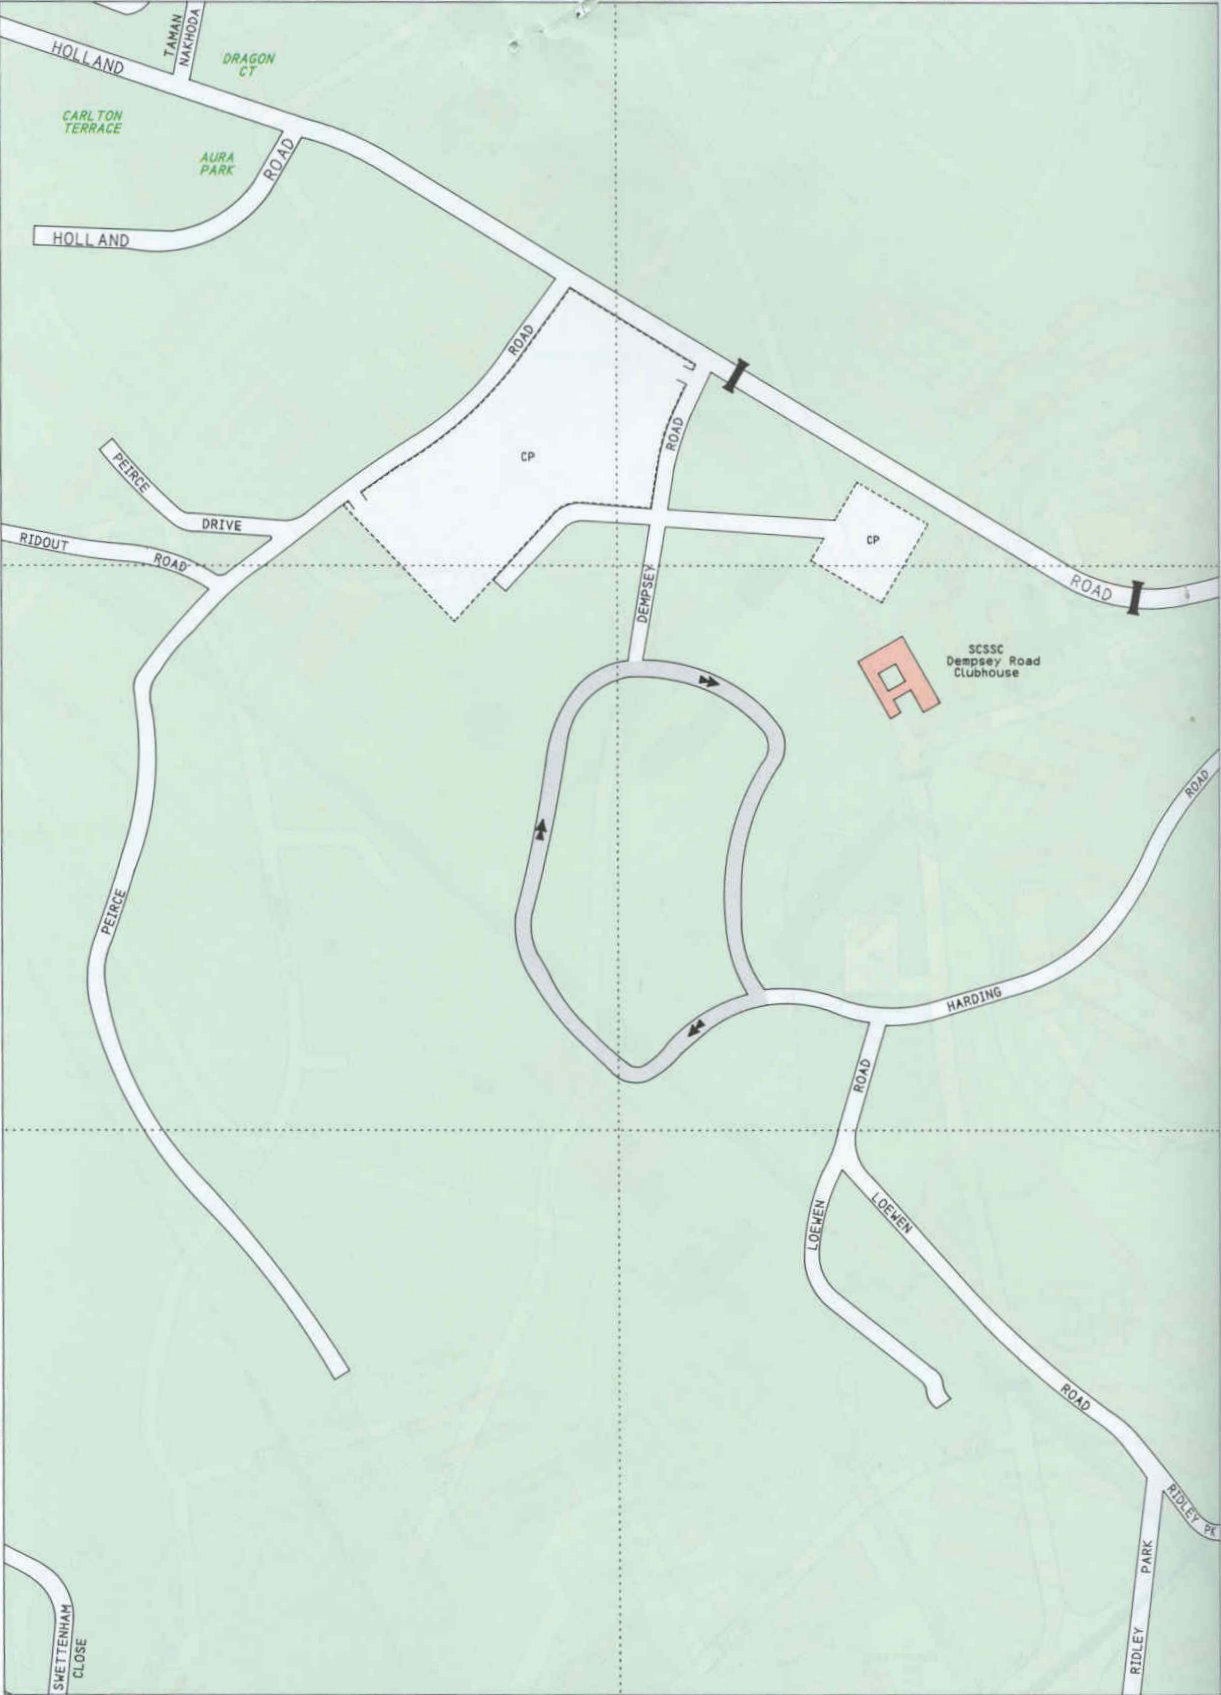 TAMAN
NAKHODA
HOLLAND
DRAGON
CT
CARLTON
TERRACE
AURA
PARK
ROAD
HOLLAND
ROAD
ROAD
CP
PEIRCE
DRIVE
RIDOUT
ROAD
CP
DEMPSEY
ROAD
SCSSC
Dempsey Road
Clubhouse
ROAD
PEIRCE
HARDING
ROAD
LOEWEN
LOEWEN
ROAD
RIDLEY PK
PARK
RIDLEY
SWETTENHAM
CLOSE